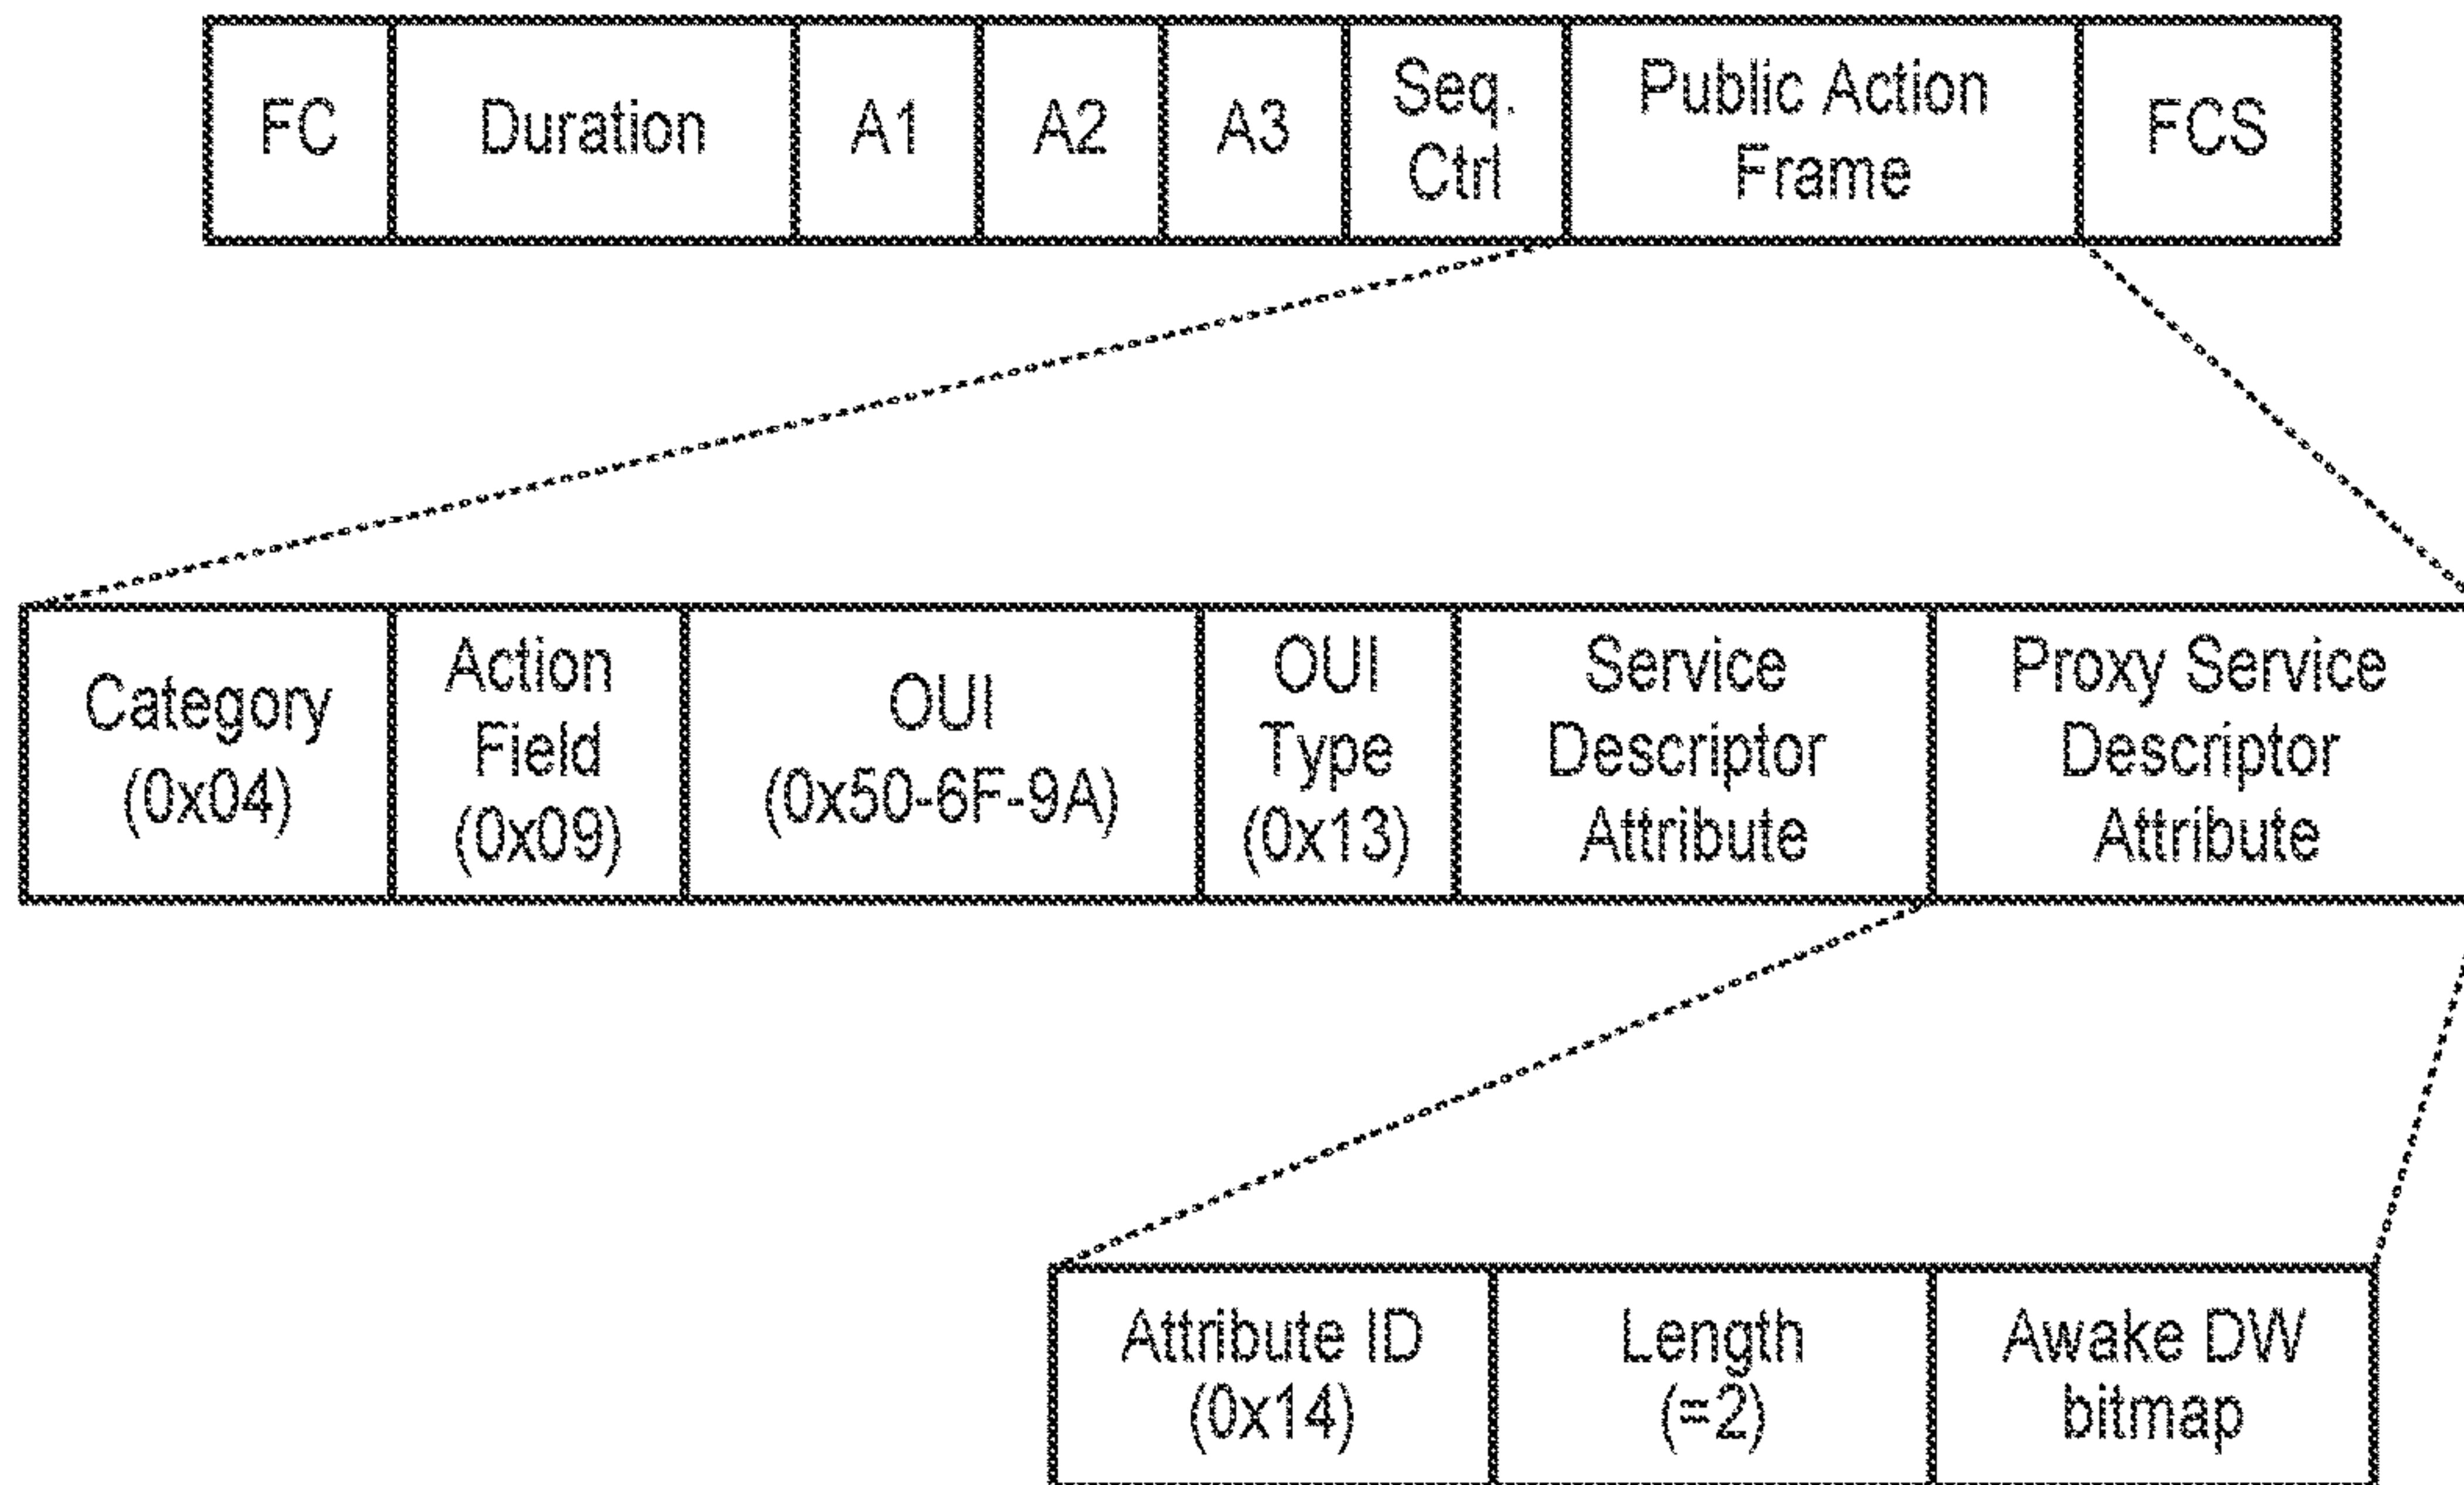 FC
Duration
A1
A2
A3
Seq.
Ctrl
Public Action
Frame
FCS
Category
(0x04)
Action
Field
(0x09)
OUI
(0x50-6F-9A)
OUI
Type
(0x13)
Service
Descriptor
Attribute
Proxy Service
Descriptor
Attribute
Attribute ID
(0x14)
Length
(=2)
Awake DW
bitmap